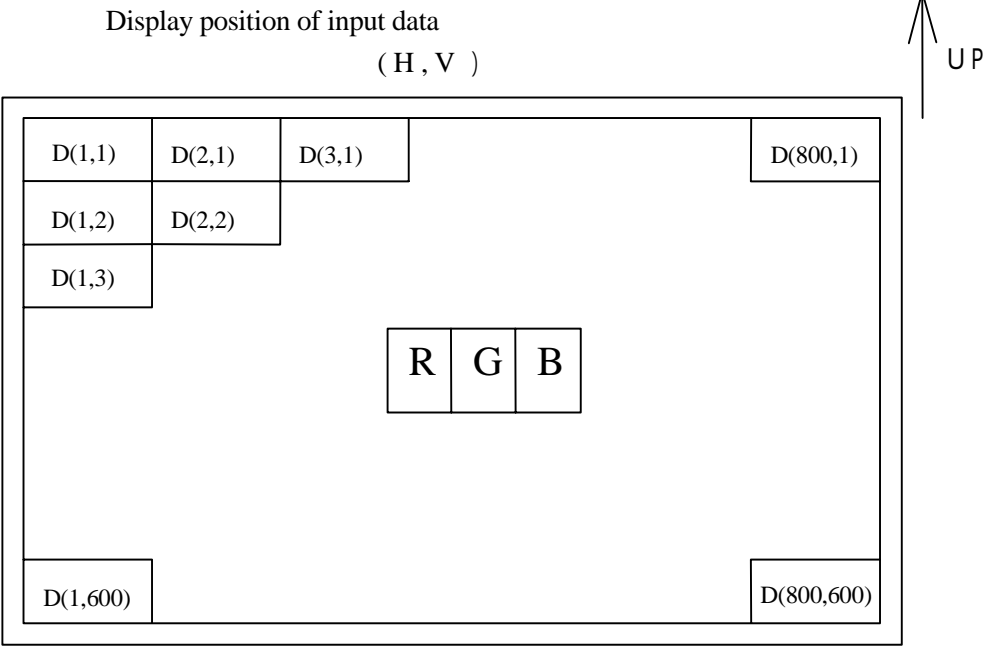 Display position of input data
( H , V )
UP
D(1,1) D(2,1) D(3,1) D(800,1)
D(1,2) D(2,2)
D(1,3)
R G B
D(1,600) D(800,600)